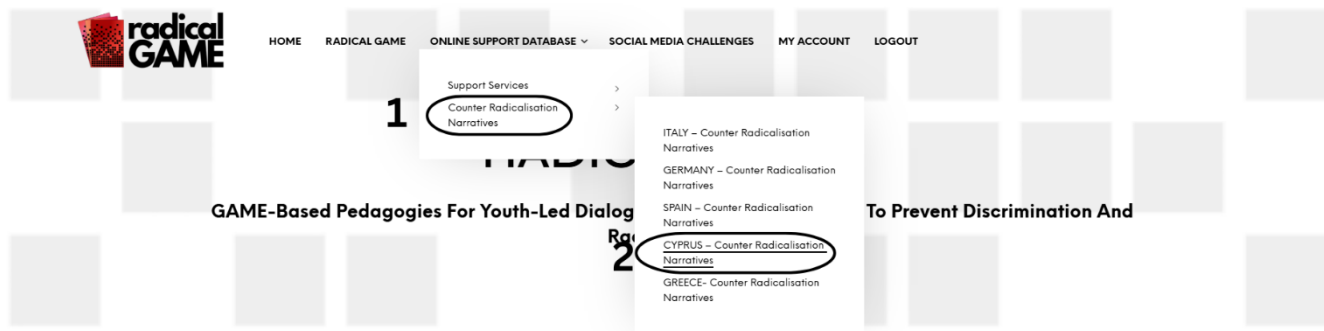 radical
GAME
HOME RADICAL GAME ONLINE SUPPORT DATABASE SOCIAL MEDIA CHALLENGES MY ACCOUNT LOGOUT
Support Services
1
Counter Radicalisation
Narratives
ITALY – Counter Radicalisation
Narratives
GERMANY – Counter Radicalisation
Narratives
GAME-Based Pedagogies For Youth-Led Dialog
SPAIN – Counter Radicalisation
Narratives
To Prevent Discrimination And
2
CYPRUS – Counter Radicalisation
Narratives
GREECE- Counter Radicalisation
Narratives